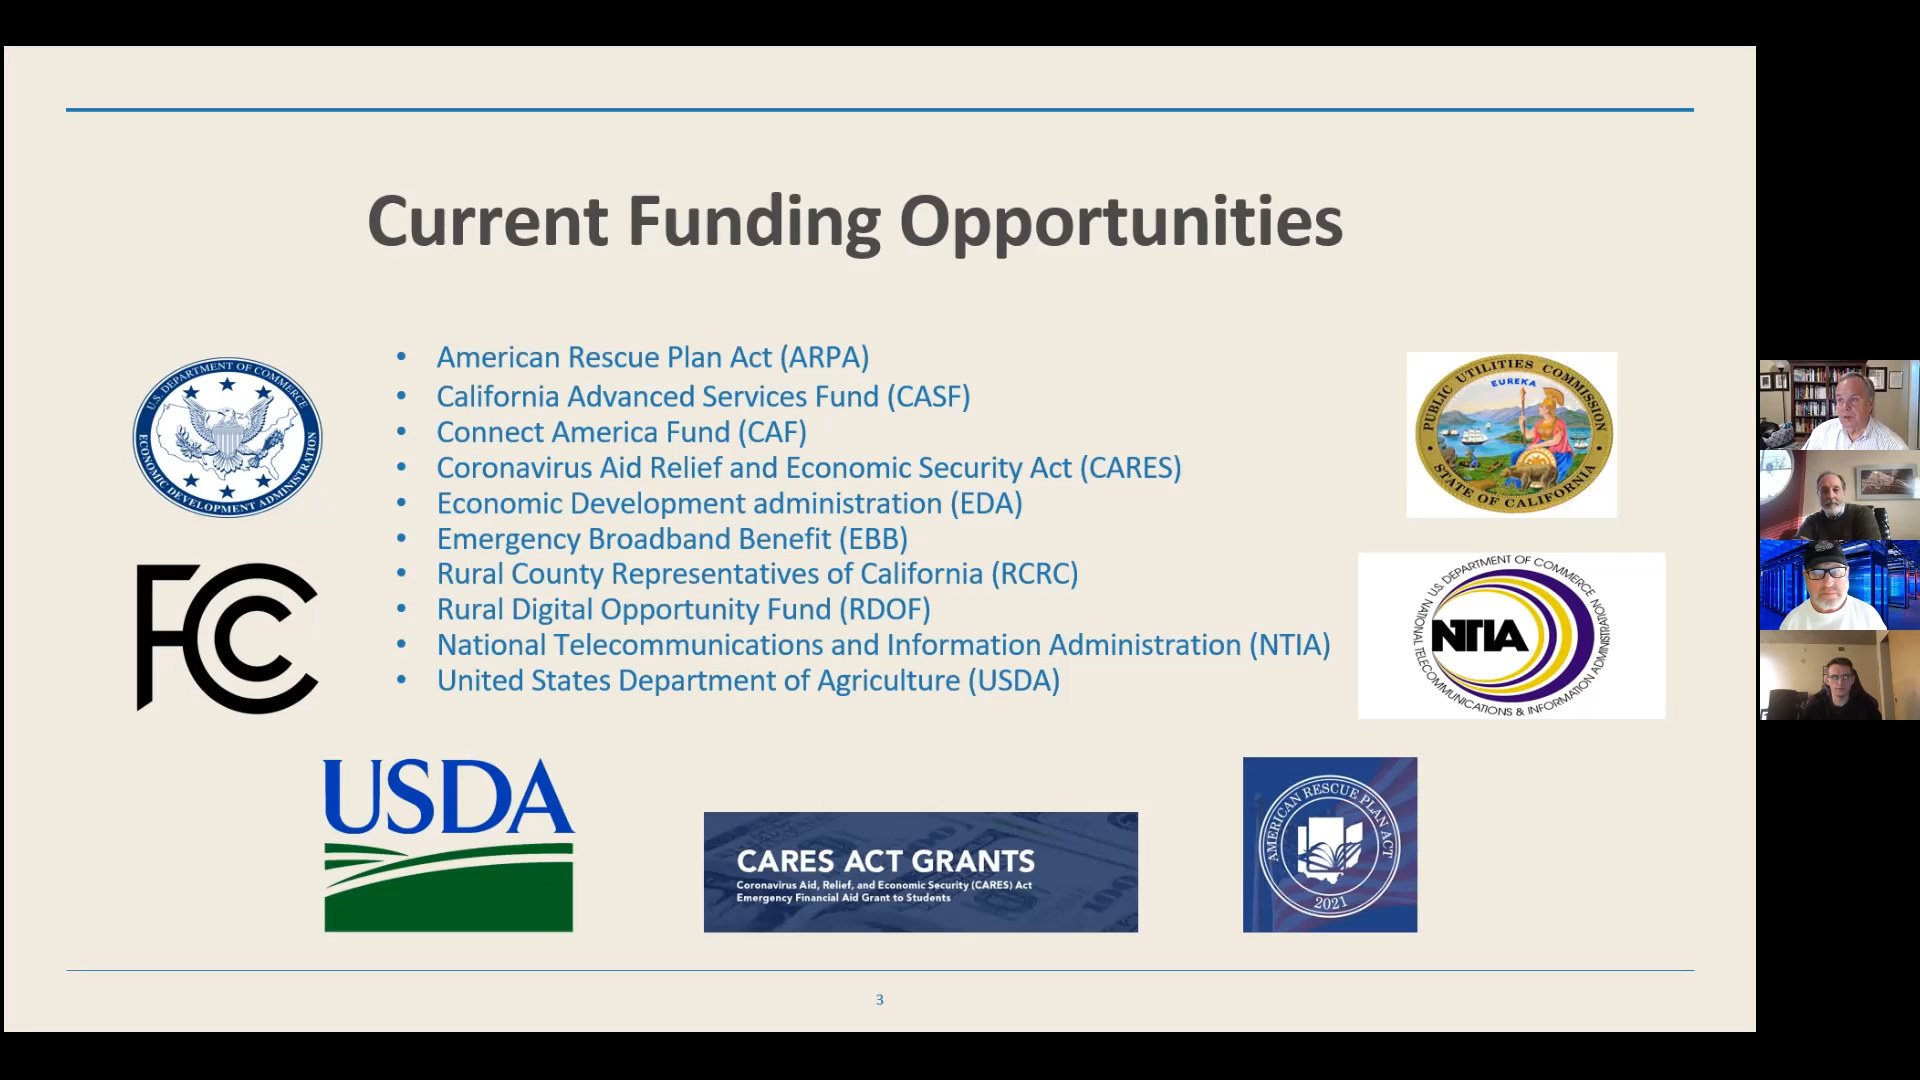 Current Funding Opportunities
• American Rescue Plan Act (ARPA)
• California Advanced Services Fund (CASF)
• Connect America Fund (CAF)
• Coronavirus Aid Relief and Economic Security Act (CARES)
• Economic Development administration (EDA)
• Emergency Broadband Benefit (EBB)
• Rural County Representatives of California (RCRC)
• Rural Digital Opportunity Fund (RDOF)
• National Telecommunications and Information Administration (NTIA)
• United States Department of Agriculture (USDA)
U.S. DEPARTMENT OF COMMERCE
ECONOMIC DEVELOPMENT ADMINISTRATION
FCC
PUBLIC UTILITIES COMMISSION
EUREKA
STATE OF CALIFORNIA
U.S. DEPARTMENT OF COMMERCE
NTIA
NATIONAL TELECOMMUNICATIONS & INFORMATION ADMINISTRATION
USDA
CARES ACT GRANTS
Coronavirus Aid, Relief, and Economic Security (CARES) Act
Emergency Financial Aid Grant to Students
AMERICAN RESCUE PLAN ACT
2021
3